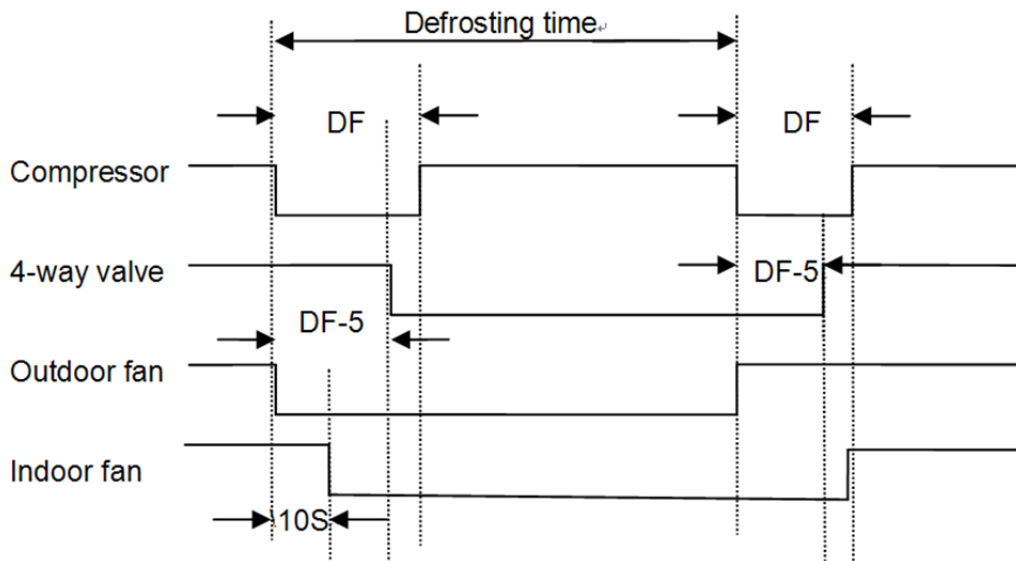 Defrosting time
DF
DF
Compressor
4-way valve
DF-5
DF-5
Outdoor fan
Indoor fan
10S